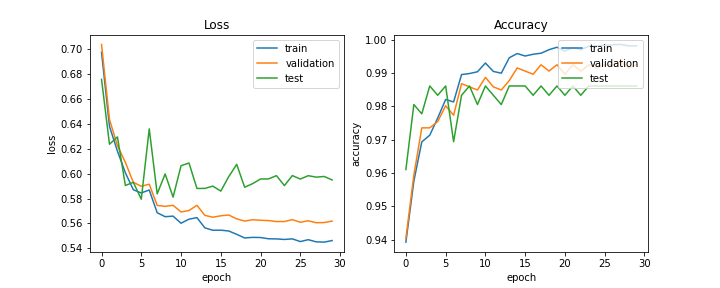 Loss
0.70
0.68
0.66
0.64
0.62
0.60
0.58
0.56
0.54
loss
0 5 10 15 20 25 30
epoch
train
validation
test
Accuracy
1.00
0.99
0.98
0.97
0.96
0.95
0.94
accuracy
0 5 10 15 20 25 30
epoch
train
validation
test